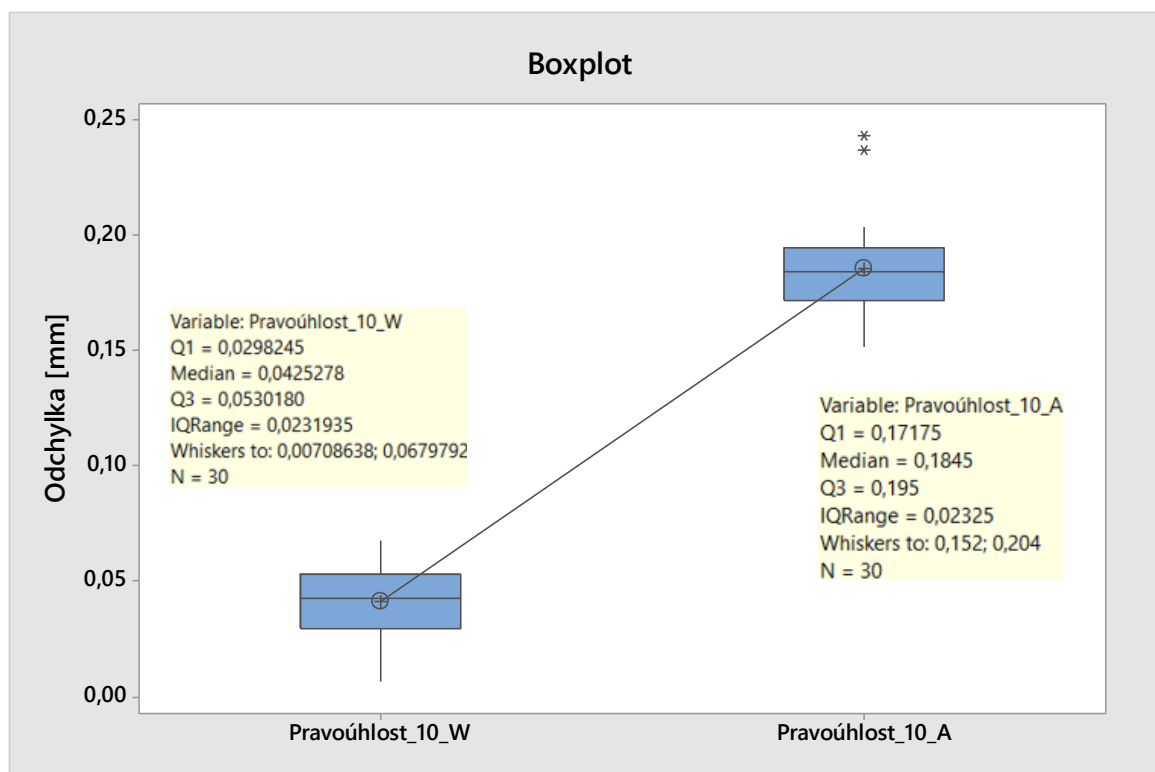 Boxplot
0,25
0,20
0,15
0,10
0,05
0,00
Odchylka [mm]
Variable: Pravoúhlost_10_W
Q1 = 0,0298245
Median = 0,0425278
Q3 = 0,0530180
IQRange = 0,0231935
Whiskers to: 0,00708638; 0,0679792
N = 30
Variable: Pravoúhlost_10_A
Q1 = 0,17175
Median = 0,1845
Q3 = 0,195
IQRange = 0,02325
Whiskers to: 0,152; 0,204
N = 30
Pravoúhlost_10_W
Pravoúhlost_10_A